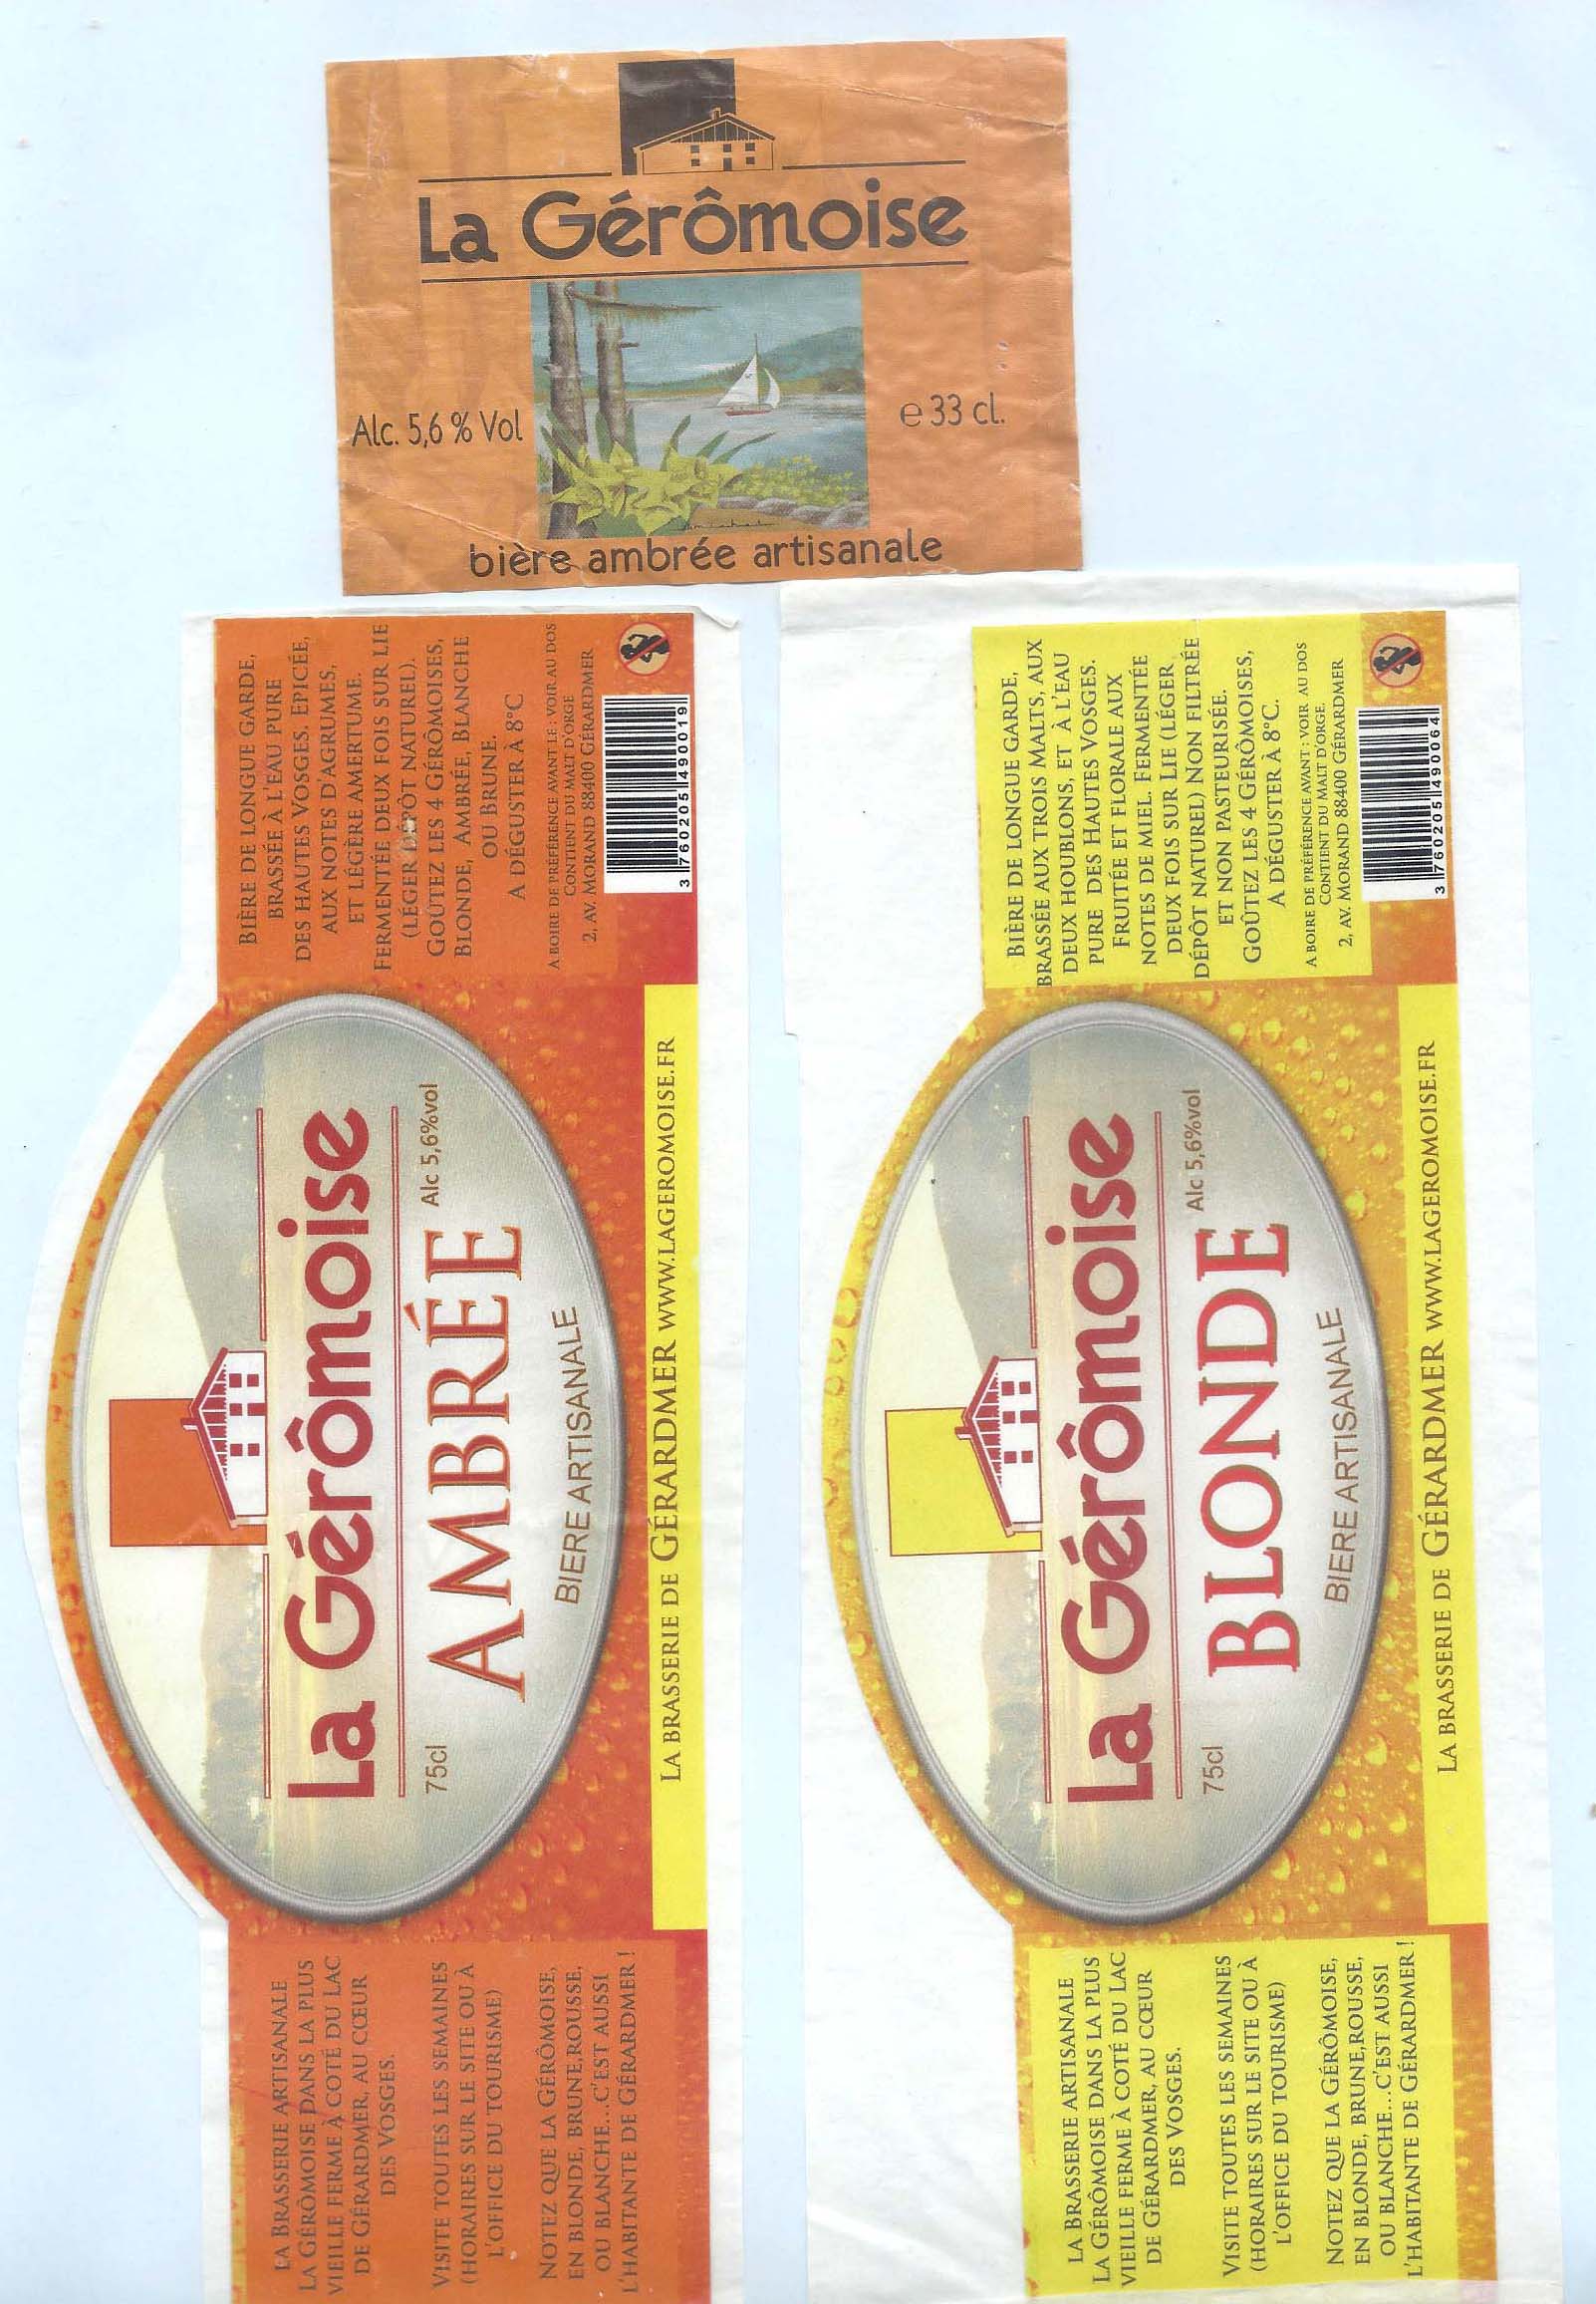 La Gérômoise
Alc. 5,6 % Vol
e 33 cl.
bière ambrée artisanale
LA BRASSERIE ARTISANALE
LA GÉRÔMOISE DANS LA PLUS
VIEILLE FERME À COTÉ DU LAC
DE GÉRARDMER, AU CŒUR
DES VOSGES.
VISITE TOUTES LES SEMAINES
(HORAIRES SUR LE SITE OU À
L'OFFICE DU TOURISME)
NOTEZ QUE LA GÉRÔMOISE,
EN BLONDE, BRUNE,ROUSSE,
OU BLANCHE...C'EST AUSSI
L'HABITANTE DE GÉRARDMER !
La Gérômoise
75cl
AMBRÉE
Alc 5,6%vol
BIERE ARTISANALE
LA BRASSERIE DE GÉRARDMER WWW.LAGEROMOISE.FR
BIÈRE DE LONGUE GARDE,
BRASSÉE À L'EAU PURE
DES HAUTES VOSGES. EPICÉE,
AUX NOTES D'AGRUMES,
ET LÉGÈRE AMERTUME.
FERMENTÉE DEUX FOIS SUR LIE
(LÉGER DÉPÔT NATUREL).
GOÛTEZ LES 4 GÉRÔMOISES,
BLONDE, AMBRÉE, BLANCHE
OU BRUNE.
A DÉGUSTER À 8°C
A BOIRE DE PRÉFÉRENCE AVANT LE : VOIR AU DOS
CONTIENT DU MALT D'ORGE
2, AV. MORAND 88400 GÉRARDMER
3 760205 490019
LA BRASSERIE ARTISANALE
LA GÉRÔMOISE DANS LA PLUS
VIEILLE FERME À COTÉ DU LAC
DE GÉRARDMER, AU CŒUR
DES VOSGES.
VISITE TOUTES LES SEMAINES
(HORAIRES SUR LE SITE OU À
L'OFFICE DU TOURISME)
NOTEZ QUE LA GÉRÔMOISE,
EN BLONDE, BRUNE,ROUSSE,
OU BLANCHE...C'EST AUSSI
L'HABITANTE DE GÉRARDMER !
La Gérômoise
75cl
BLONDE
Alc 5,6%vol
BIERE ARTISANALE
LA BRASSERIE DE GÉRARDMER WWW.LAGEROMOISE.FR
BIÈRE DE LONGUE GARDE,
BRASSÉE AUX TROIS MALTS, AUX
DEUX HOUBLONS, ET À L'EAU
PURE DES HAUTES VOSGES.
FRUITÉE ET FLORALE AUX
NOTES DE MIEL. FERMENTÉE
DEUX FOIS SUR LIE (LÉGER
DÉPÔT NATUREL) NON FILTRÉE
ET NON PASTEURISÉE.
GOÛTEZ LES 4 GÉRÔMOISES,
A DÉGUSTER À 8°C.
A BOIRE DE PRÉFÉRENCE AVANT : VOIR AU DOS
CONTIENT DU MALT D'ORGE.
2, AV. MORAND 88400 GÉRARDMER
3 760205 490064